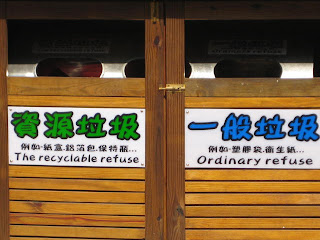 資源垃圾
例如-紙盒.鋁箔包.保特瓶...
The recyclable refuse
一般垃圾
例如-塑膠袋.衛生紙...
Ordinary refuse